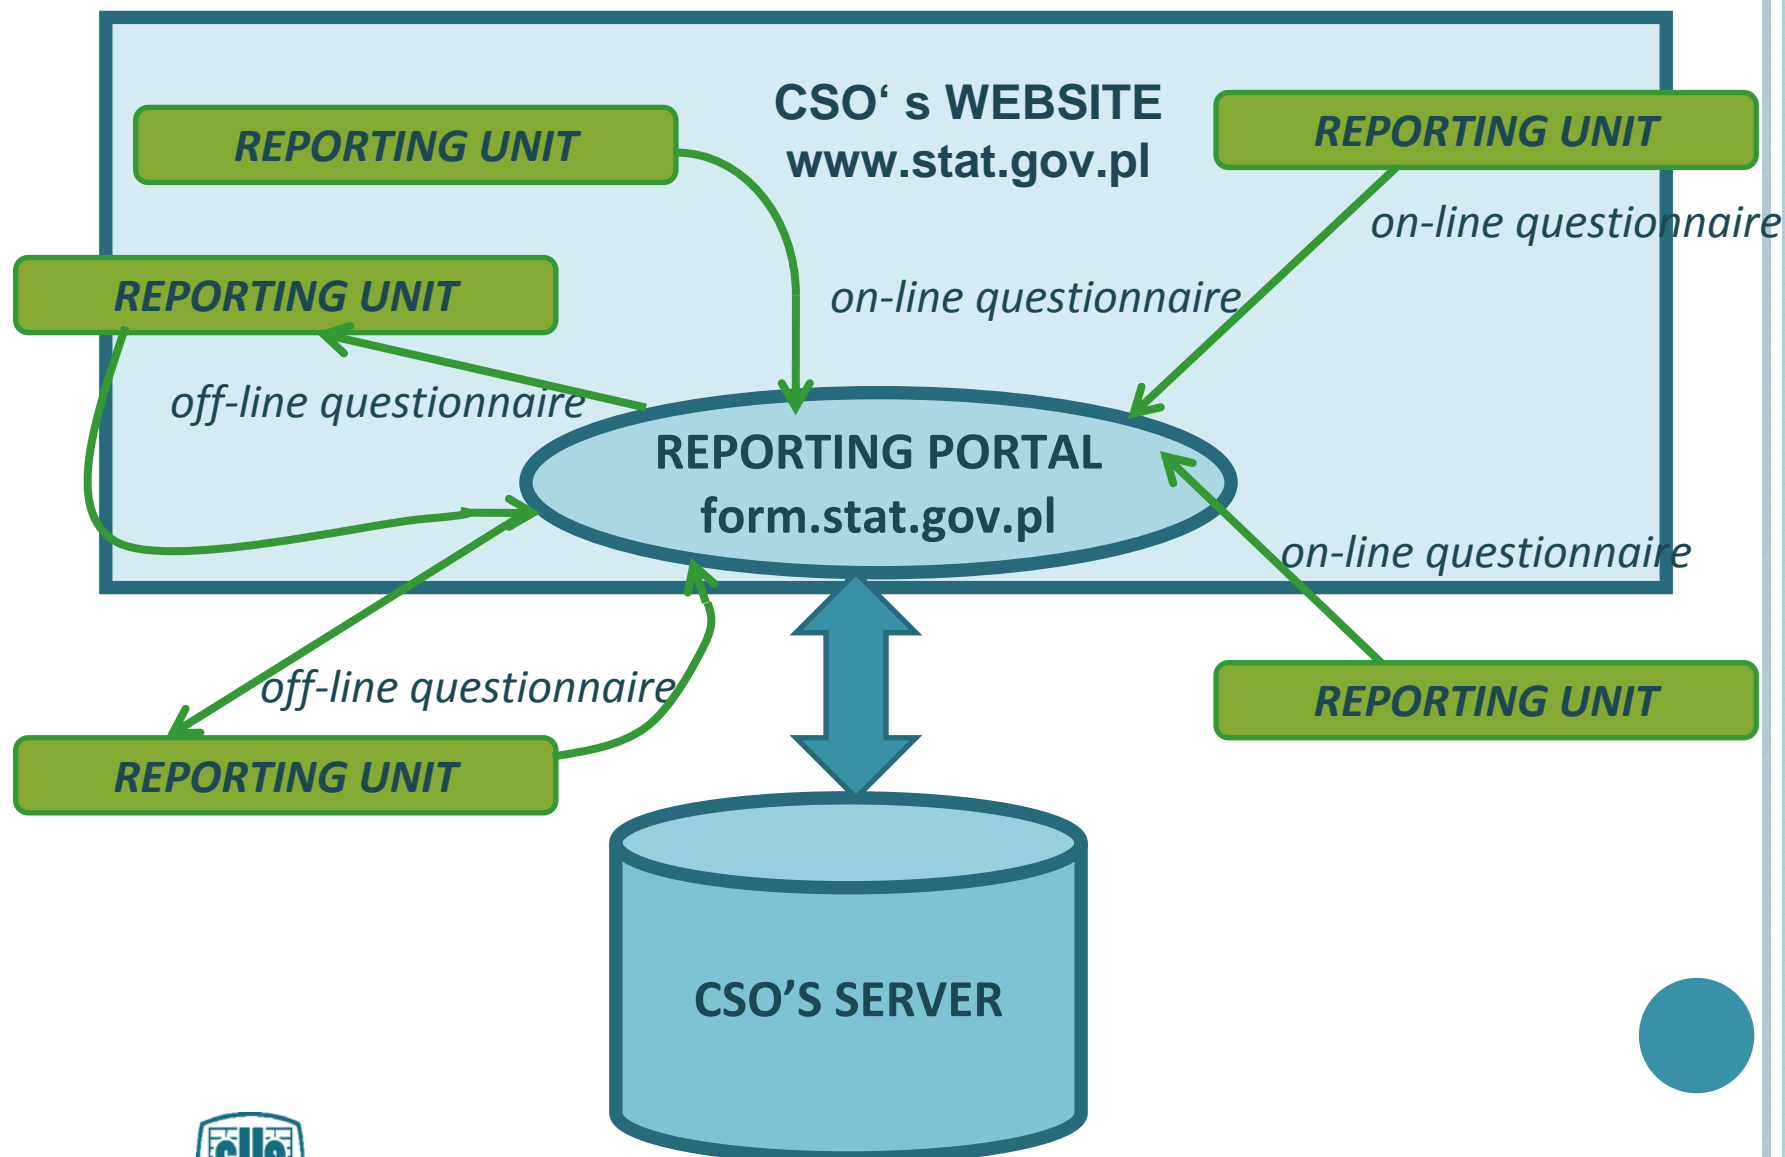 CSO‘ s WEBSITE
www.stat.gov.pl
REPORTING UNIT
REPORTING UNIT
on-line questionnaire
REPORTING UNIT
on-line questionnaire
off-line questionnaire
REPORTING PORTAL
form.stat.gov.pl
on-line questionnaire
off-line questionnaire
REPORTING UNIT
REPORTING UNIT
CSO’S SERVER